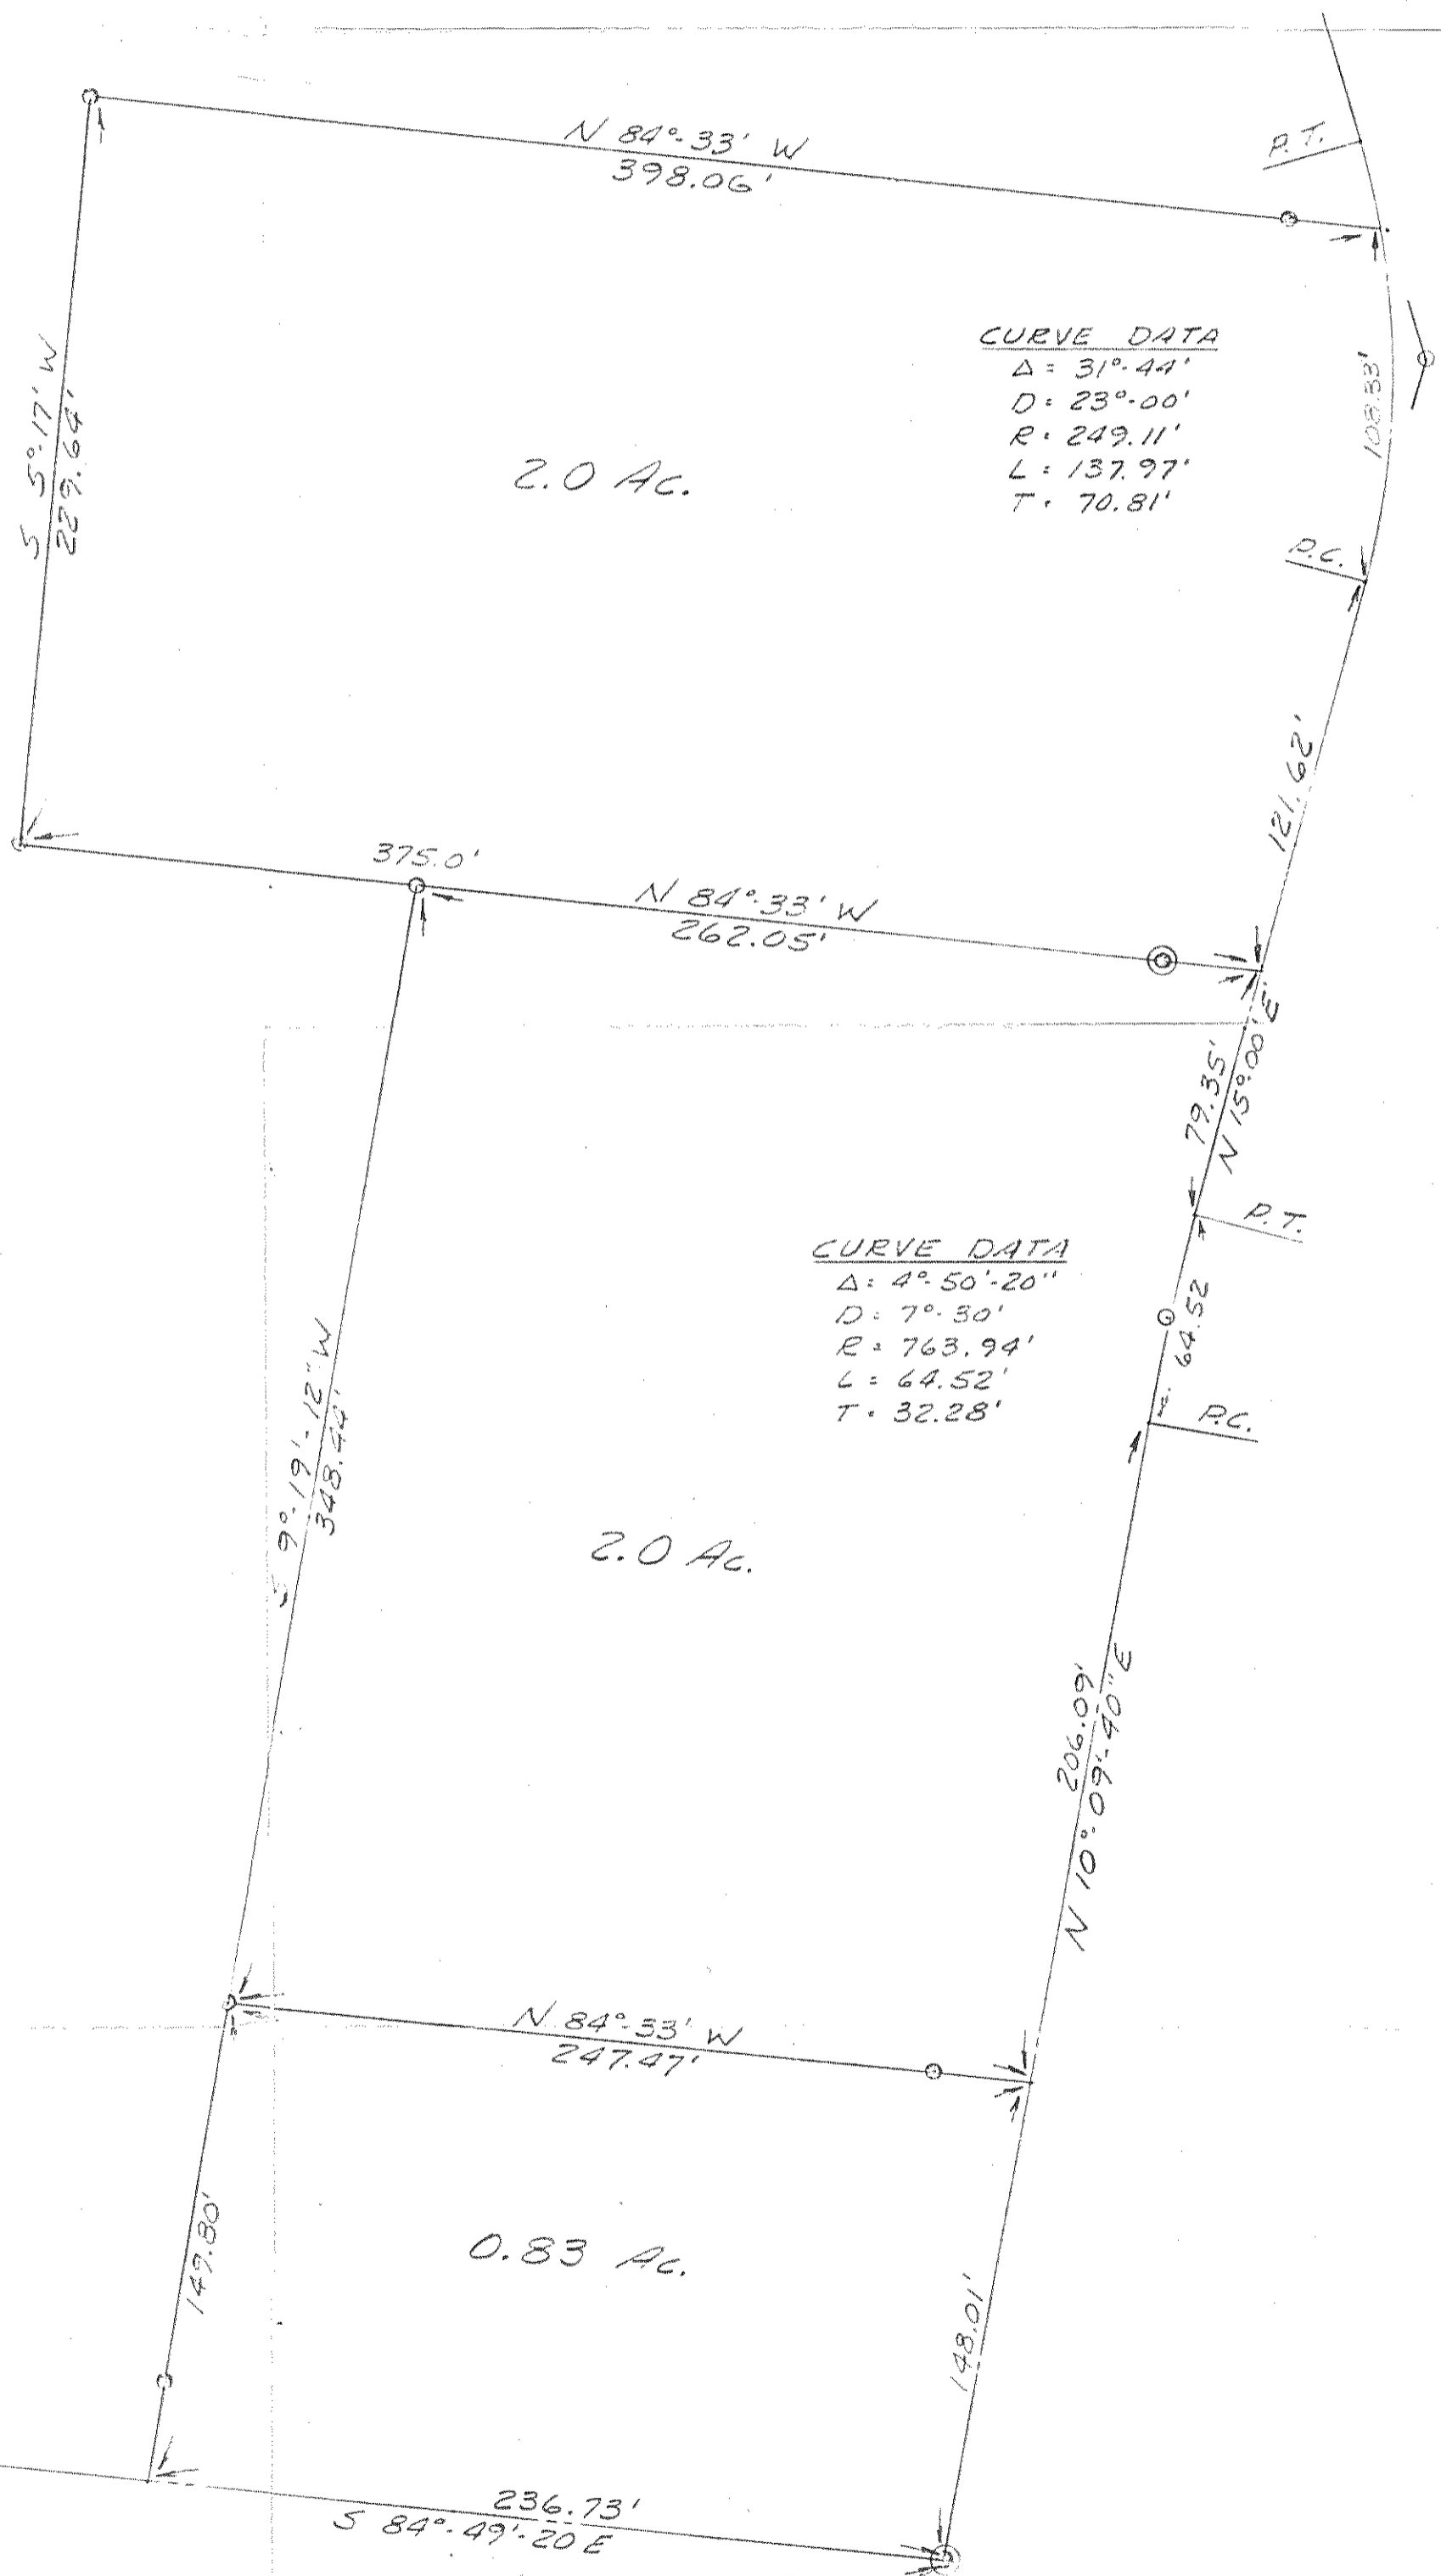 N 84°-33' W
398.06'
P.T.
S 5°-17' W
229.64'
CURVE DATA
Δ = 31°-44'
D = 23°-00'
R = 249.11'
L = 137.97'
T = 70.81'
108.33'
2.0 Ac.
P.C.
121.62'
375.0'
N 84°-33' W
262.05'
79.35'
N 15°-00' E
P.T.
CURVE DATA
Δ = 4°-50'-20"
D = 7°-30'
R = 763.94'
L = 64.52'
T = 32.28'
64.52
P.C.
S 9°-19'-12" W
348.44'
2.0 Ac.
206.09'
N 10°-09'-40" E
N 84°-33' W
247.47'
149.80'
0.83 Ac.
148.01'
236.73'
S 84°-49'-20 E